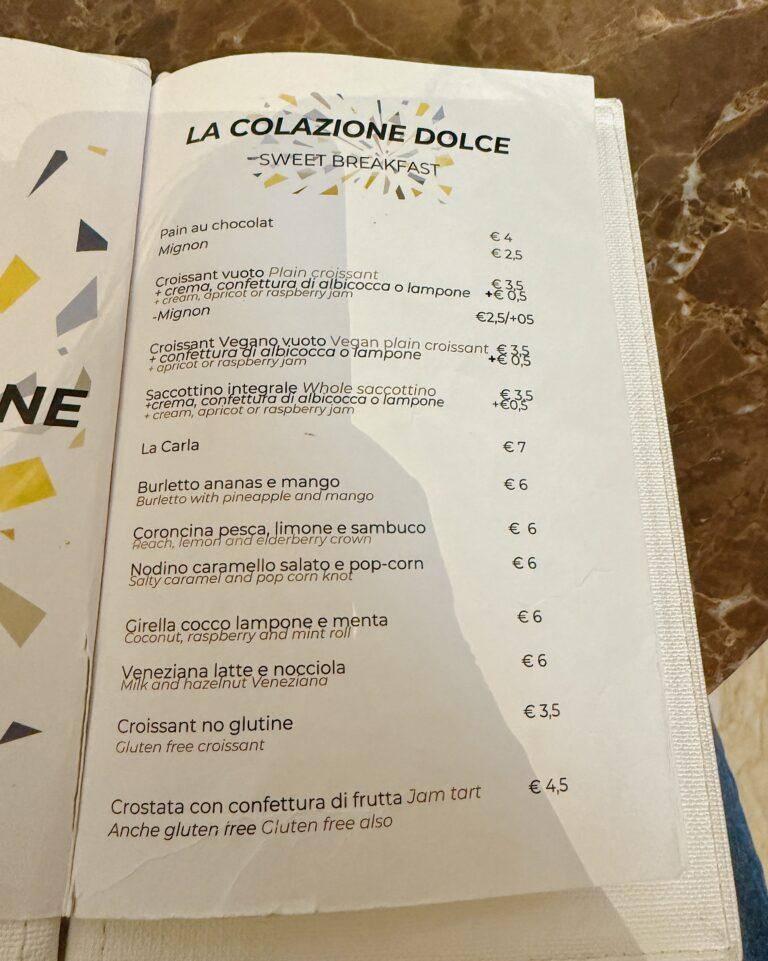 NE
LA COLAZIONE DOLCE
SWEET BREAKFAST
Pain au chocolat € 4
Mignon € 2,5
Croissant vuoto Plain croissant € 3,5
+ crema, confettura di albicocca o lampone +€ 0,5
+ cream, apricot or raspberry jam
-Mignon €2,5/+05
Croissant Vegano vuoto Vegan plain croissant € 3,5
+ confettura di albicocca o lampone +€ 0,5
+ apricot or raspberry jam
Saccottino integrale Whole saccottino € 3,5
+crema, confettura di albicocca o lampone +€0,5
+ cream, apricot or raspberry jam
La Carla € 7
Burletto ananas e mango € 6
Burletto with pineapple and mango
Coroncina pesca, limone e sambuco € 6
Peach, lemon and elderberry crown
Nodino caramello salato e pop-corn € 6
Salty caramel and pop corn knot
Girella cocco lampone e menta € 6
Coconut, raspberry and mint roll
Veneziana latte e nocciola € 6
Milk and hazelnut Veneziana
Croissant no glutine € 3,5
Gluten free croissant
Crostata con confettura di frutta Jam tart € 4,5
Anche gluten free Gluten free also